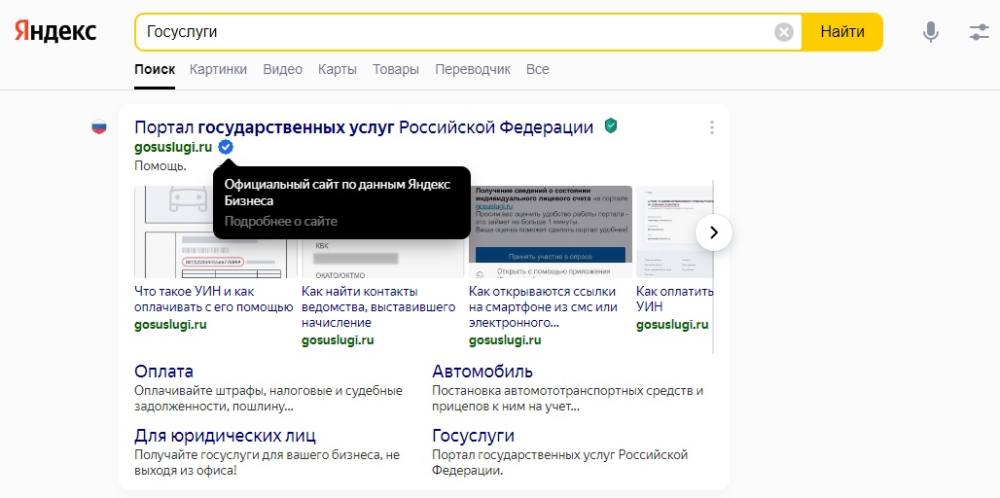 Яндекс
Госуслуги
Найти
Поиск Картинки Видео Карты Товары Переводчик Все
Портал государственных услуг Российской Федерации
gosuslugi.ru
Помощь.
Официальный сайт по данным Яндекс
Бизнеса
Подробнее о сайте
00112233445566778899
КБК
ОКАТО/ОКТМО
Получение сведений о состоянии
индивидуального лицевого счета на портале
gosuslugi.ru
Просим вас оценить удобство работы портала -
это займет не больше 1 минуты.
Ваша оценка поможет сделать портал удобнее!
Принять участие в опросе
Открыть с помощью приложения
Что такое УИН и как
оплачивать с его помощью
gosuslugi.ru
Как найти контакты
ведомства, выставившего
начисление
gosuslugi.ru
Как открываются ссылки
на смартфоне из смс или
электронного...
gosuslugi.ru
Как оплатить
УИН
gosuslugi.ru
Оплата
Оплачивайте штрафы, налоговые и судебные
задолженности, пошлину...
Автомобиль
Постановка автомототранспортных средств и
прицепов к ним на учет...
Для юридических лиц
Получайте госуслуги для вашего бизнеса, не
выходя из офиса!
Госуслуги
Портал государственных услуг Российской
Федерации.